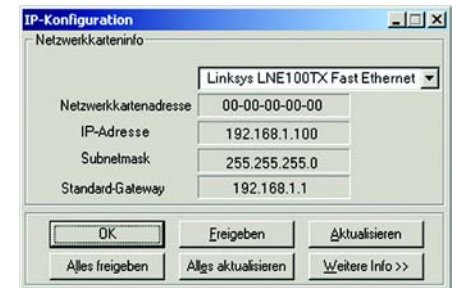 IP-Konfiguration
Netzwerkkarteninfo
Linksys LNE100TX Fast Ethernet
Netzwerkkartenadresse 00-00-00-00-00
IP-Adresse 192.168.1.100
Subnetmask 255.255.255.0
Standard-Gateway 192.168.1.1
OK Freigeben Aktualisieren
Alles freigeben Alles aktualisieren Weitere Info >>